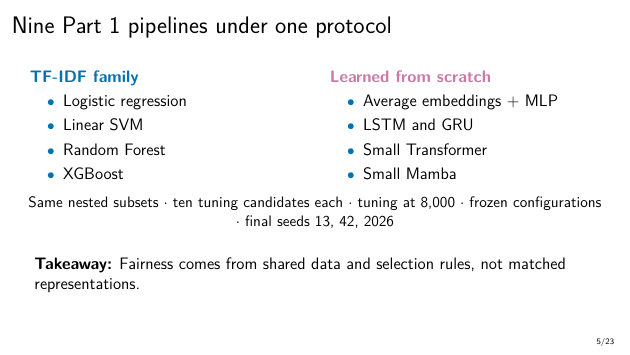 Nine Part 1 pipelines under one protocol
TF-IDF family
• Logistic regression
• Linear SVM
• Random Forest
• XGBoost
Learned from scratch
• Average embeddings + MLP
• LSTM and GRU
• Small Transformer
• Small Mamba
Same nested subsets · ten tuning candidates each · tuning at 8,000 · frozen configurations
· final seeds 13, 42, 2026
Takeaway: Fairness comes from shared data and selection rules, not matched
representations.
5/23